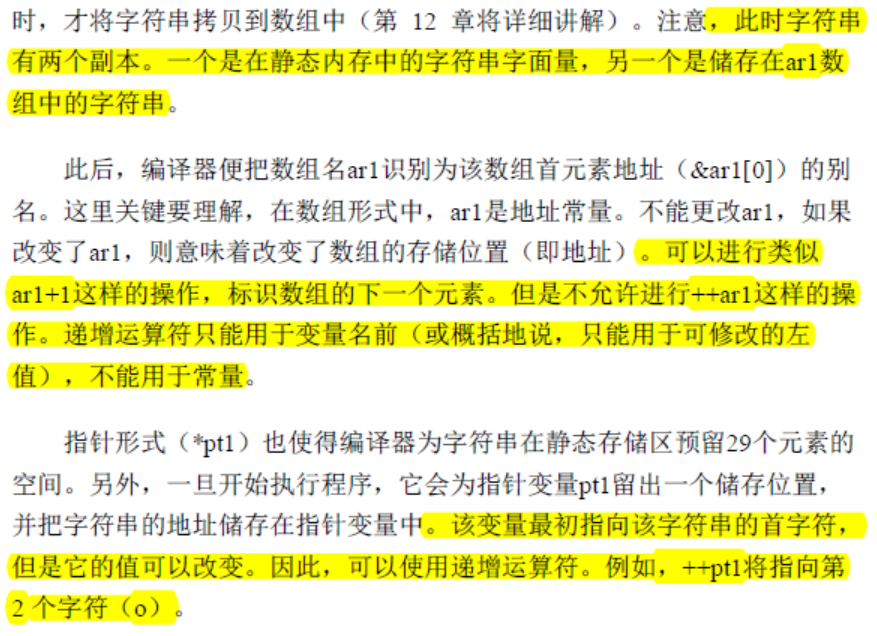 时，才将字符串拷贝到数组中（第 12 章将详细讲解）。注意，此时字符串
有两个副本。一个是在静态内存中的字符串字面量，另一个是储存在ar1数
组中的字符串。
此后，编译器便把数组名ar1识别为该数组首元素地址（&ar1[0]）的别
名。这里关键要理解，在数组形式中，ar1是地址常量。不能更改ar1，如果
改变了ar1，则意味着改变了数组的存储位置（即地址）。可以进行类似
ar1+1这样的操作，标识数组的下一个元素。但是不允许进行++ar1这样的操
作。递增运算符只能用于变量名前（或概括地说，只能用于可修改的左
值），不能用于常量。
指针形式（*pt1）也使得编译器为字符串在静态存储区预留29个元素的
空间。另外，一旦开始执行程序，它会为指针变量pt1留出一个储存位置，
并把字符串的地址储存在指针变量中。该变量最初指向该字符串的首字符，
但是它的值可以改变。因此，可以使用递增运算符。例如，++pt1将指向第
2 个字符（o）。